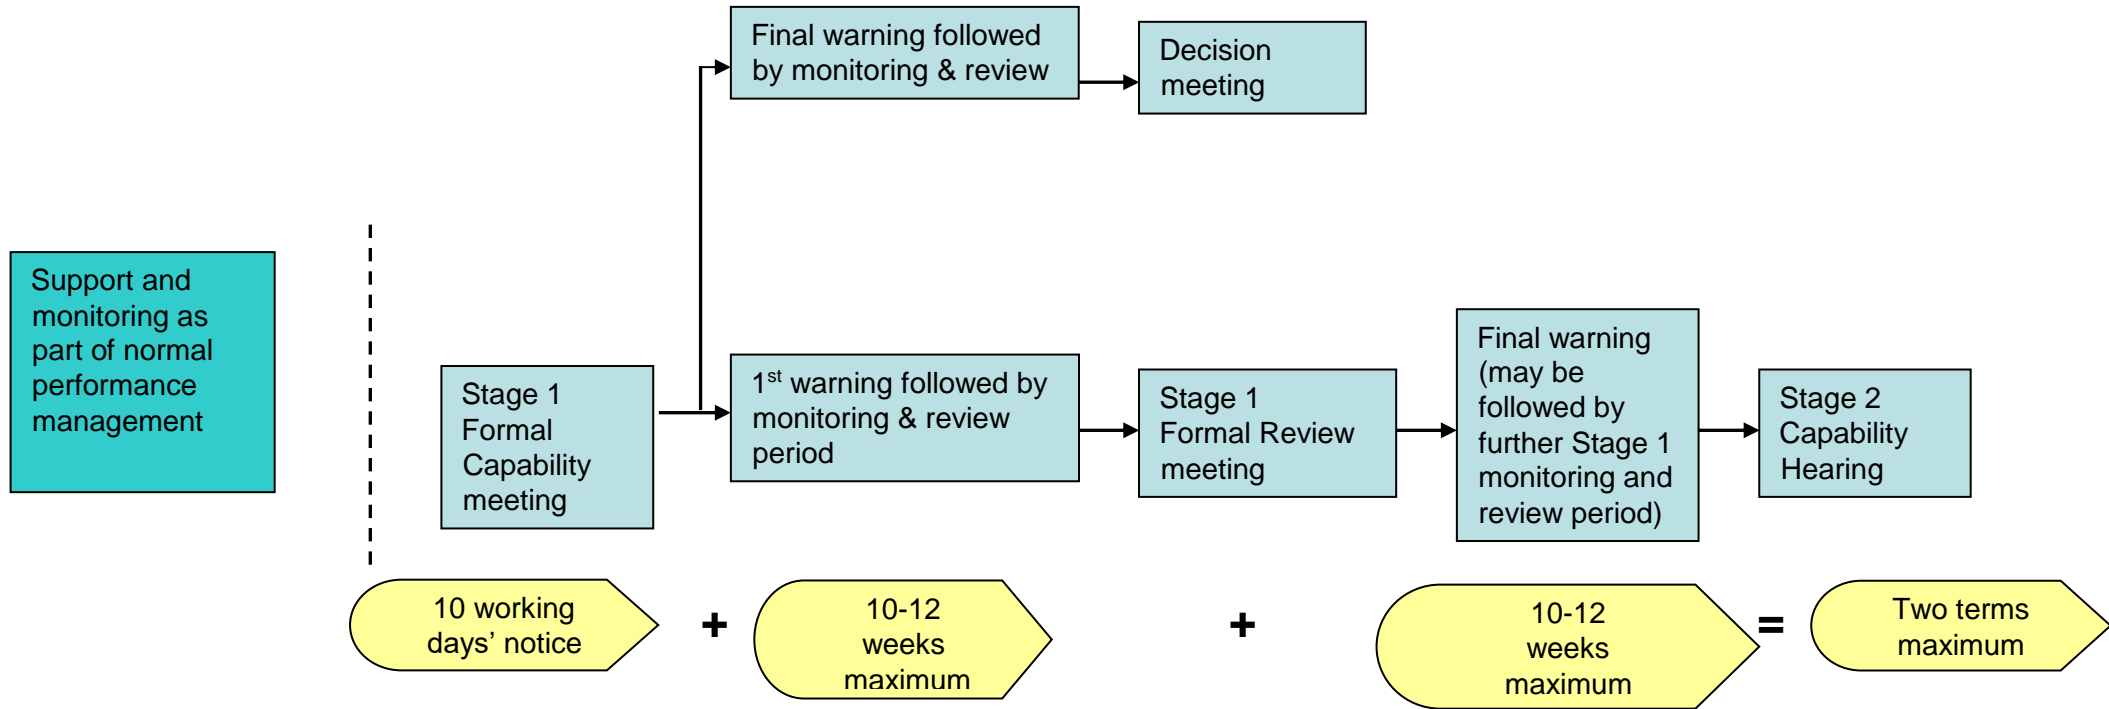 Final warning followed
by monitoring & review
Decision
meeting
Support and
monitoring as
part of normal
performance
management
Stage 1
Formal
Capability
meeting
1st warning followed by
monitoring & review
period
Stage 1
Formal Review
meeting
Final warning
(may be
followed by
further Stage 1
monitoring and
review period)
Stage 2
Capability
Hearing
10 working
days’ notice
+
10-12
weeks
maximum
+
10-12
weeks
maximum
=
Two terms
maximum